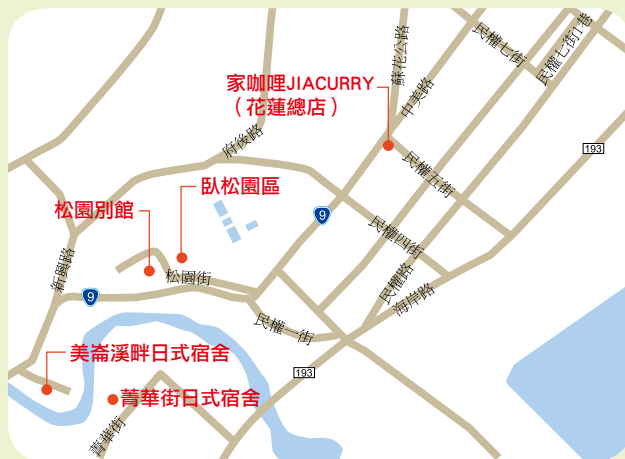 蘇花公路
民權七街
民權七街1巷
家咖哩JIACURRY
（花蓮總店）
中美路
府後路
193
民權五街
臥松園區
松園別館
9
民權四街
新興路
松園街
民權路
海岸路
9
民權一街
美崙溪畔日式宿舍
193
菁華街日式宿舍
菁華街